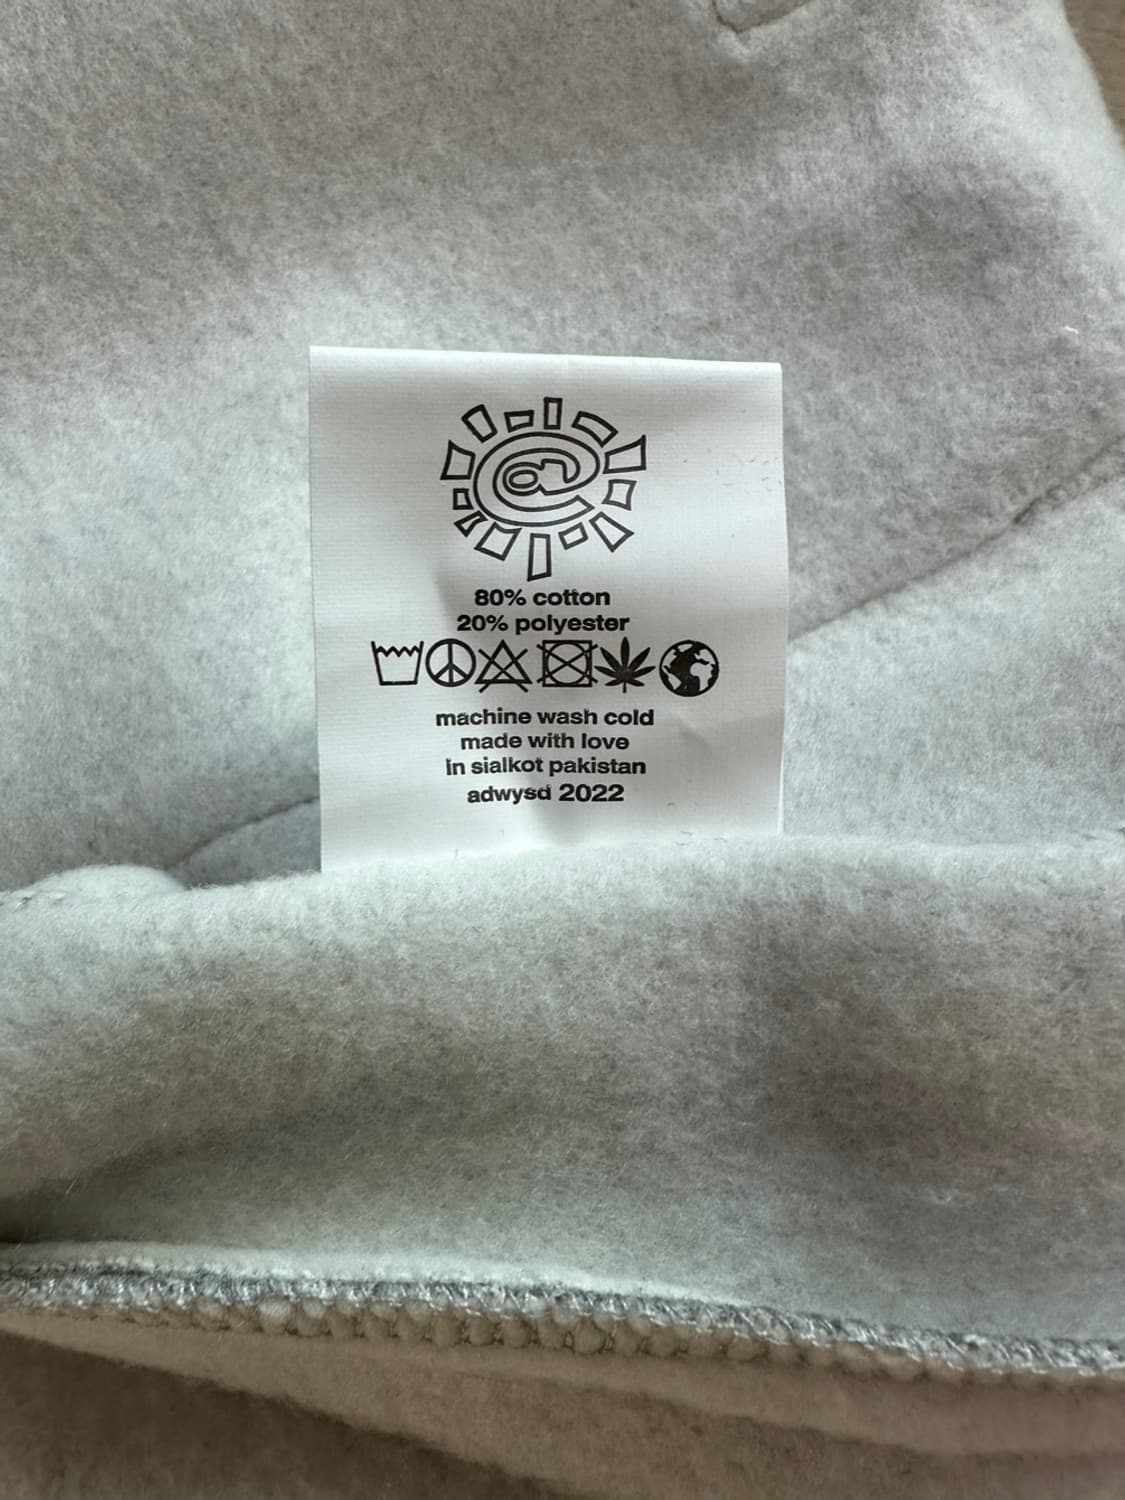 @
80% cotton
20% polyester
machine wash cold
made with love
in sialkot pakistan
adwysd 2022